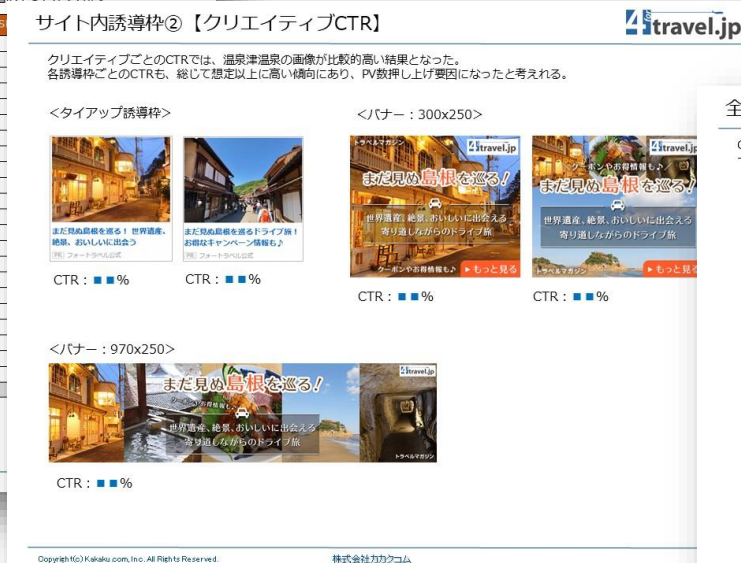 サイト内誘導枠②【クリエイティブCTR】
4travel.jp
クリエイティブごとのCTRでは、温泉津温泉の画像が比較的高い結果となった。
各誘導枠ごとのCTRも、総じて想定以上に高い傾向にあり、PV数押し上げ要因になったと考えれる。
全
<タイアップ誘導枠>
<バナー:300x250>
まだ見ぬ島根を巡る! 世界遺産、
絶景、おいしいに出会う
PR フォートラベル公式
CTR:■■%
まだ見ぬ島根を巡るドライブ旅!
お得なキャンペーン情報も♪
PR フォートラベル公式
CTR:■■%
トラベルマガジン
4travel.jp
まだ見ぬ島根を巡る!
世界遺産、絶景、おいしいに出会える
寄り道しながらのドライブ旅
クーポンやお得情報も♪
もっと見る
CTR:■■%
4travel.jp
クーポンやお得情報も♪
まだ見ぬ島根を巡る!
世界遺産、絶景、おいしいに出会える
寄り道しながらのドライブ旅
トラベルマガジン
もっと見る
CTR:■■%
<バナー:970x250>
4travel.jp
まだ見ぬ島根を巡る!
クーポンやお得情報も♪
世界遺産、絶景、おいしいに出会える
寄り道しながらのドライブ旅
トラベルマガジン
CTR:■■%
Copyright(c) Kakaku.com, Inc. All Rights Reserved.
株式会社カカクコム